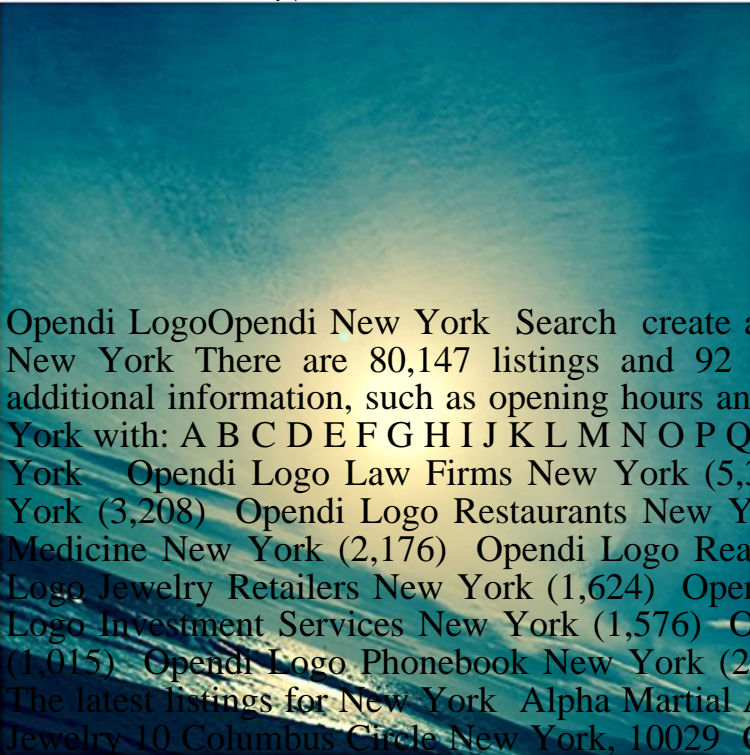 Opendi LogoOpendi New York Search create
New York There are 80,147 listings and 92
additional information, such as opening hours an
York with: A B C D E F G H I J K L M N O P Q
York Opendi Logo Law Firms New York (5,
York (3,208) Opendi Logo Restaurants New Y
Medicine New York (2,176) Opendi Logo Rea
Logo Jewelry Retailers New York (1,624) Open
Logo Investment Services New York (1,576)
(1,015) Opendi Logo Phonebook New York (2
The latest listings for New York Alpha Martial
Jewelry 10 Columbus Circle New York, 10029